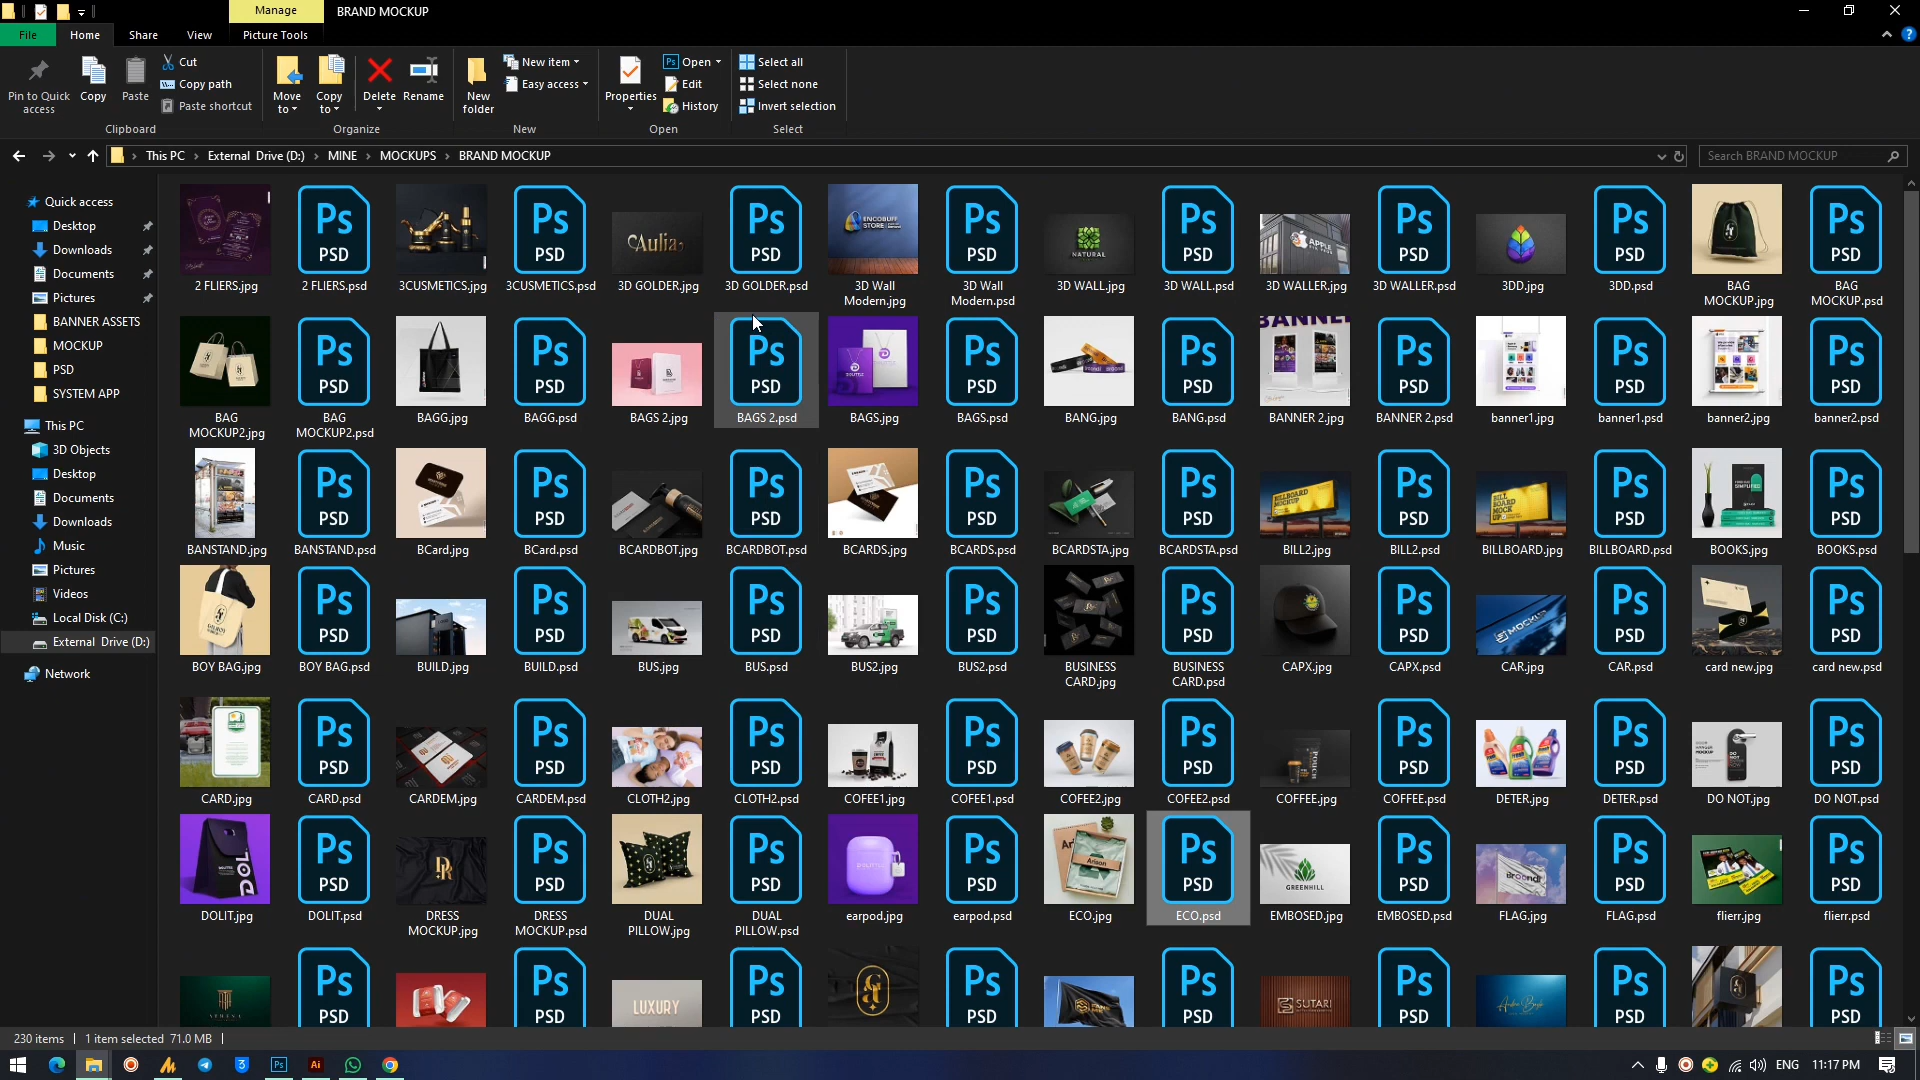 Manage
BRAND MOCKUP
File
Home
Share
View
Picture Tools
Pin to Quick access
Copy
Paste
Cut
Copy path
Paste shortcut
Clipboard
Move to
Copy to
Delete
Rename
Organize
New folder
New item
Easy access
New
Properties
Open
Edit
History
Open
Select all
Select none
Invert selection
Select
This PC > External Drive (D:) > MINE > MOCKUPS > BRAND MOCKUP
Search BRAND MOCKUP
Quick access
Desktop
Downloads
Documents
Pictures
BANNER ASSETS
MOCKUP
PSD
SYSTEM APP
This PC
3D Objects
Desktop
Documents
Downloads
Music
Pictures
Videos
Local Disk (C:)
External Drive (D:)
Network
2 FLIERS.jpg 2 FLIERS.psd 3CUSMETICS.jpg 3CUSMETICS.psd 3D GOLDER.jpg 3D GOLDER.psd 3D Wall Modern.jpg 3D Wall Modern.psd 3D WALL.jpg 3D WALL.psd 3D WALLER.jpg 3D WALLER.psd 3DD.jpg 3DD.psd BAG MOCKUP.jpg BAG MOCKUP.psd
BAG MOCKUP2.jpg BAG MOCKUP2.psd BAGG.jpg BAGG.psd BAGS 2.jpg BAGS 2.psd BAGS.jpg BAGS.psd BANG.jpg BANG.psd BANNER 2.jpg BANNER 2.psd banner1.jpg banner1.psd banner2.jpg banner2.psd
BANSTAND.jpg BANSTAND.psd BCard.jpg BCard.psd BCARDBOT.jpg BCARDBOT.psd BCARDS.jpg BCARDS.psd BCARDSTA.jpg BCARDSTA.psd BILL2.jpg BILL2.psd BILLBOARD.jpg BILLBOARD.psd BOOKS.jpg BOOKS.psd
BOY BAG.jpg BOY BAG.psd BUILD.jpg BUILD.psd BUS.jpg BUS.psd BUS2.jpg BUS2.psd BUSINESS CARD.jpg BUSINESS CARD.psd CAPX.jpg CAPX.psd CAR.jpg CAR.psd card new.jpg card new.psd
CARD.jpg CARD.psd CARDEM.jpg CARDEM.psd CLOTH2.jpg CLOTH2.psd COFEE1.jpg COFEE1.psd COFEE2.jpg COFEE2.psd COFFEE.jpg COFFEE.psd DETER.jpg DETER.psd DO NOT.jpg DO NOT.psd
DOLIT.jpg DOLIT.psd DRESS MOCKUP.jpg DRESS MOCKUP.psd DUAL PILLOW.jpg DUAL PILLOW.psd earpod.jpg earpod.psd ECO.jpg ECO.psd EMBOSED.jpg EMBOSED.psd FLAG.jpg FLAG.psd flierr.jpg flierr.psd
LUXURY
SUTARI
230 items
1 item selected 71.0 MB
ENG
11:17 PM